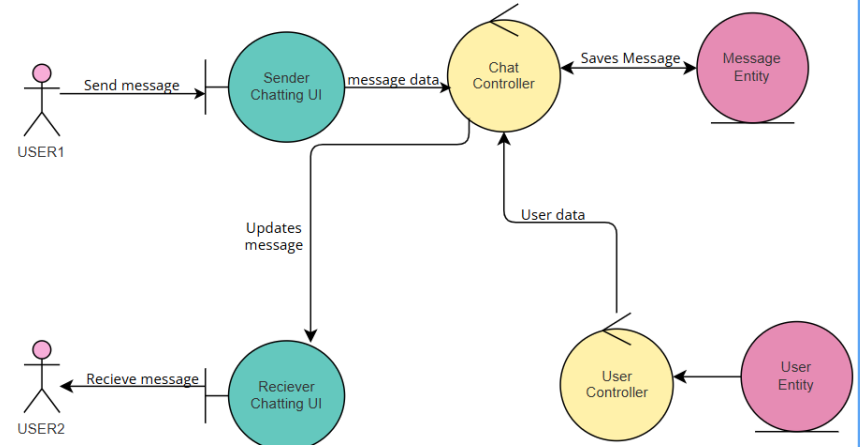 Send message
Sender
Chatting UI
message data
Chat
Controller
Saves Message
Message
Entity
USER1
User data
Updates
message
Recieve message
Reciever
Chatting UI
User
Controller
User
Entity
USER2